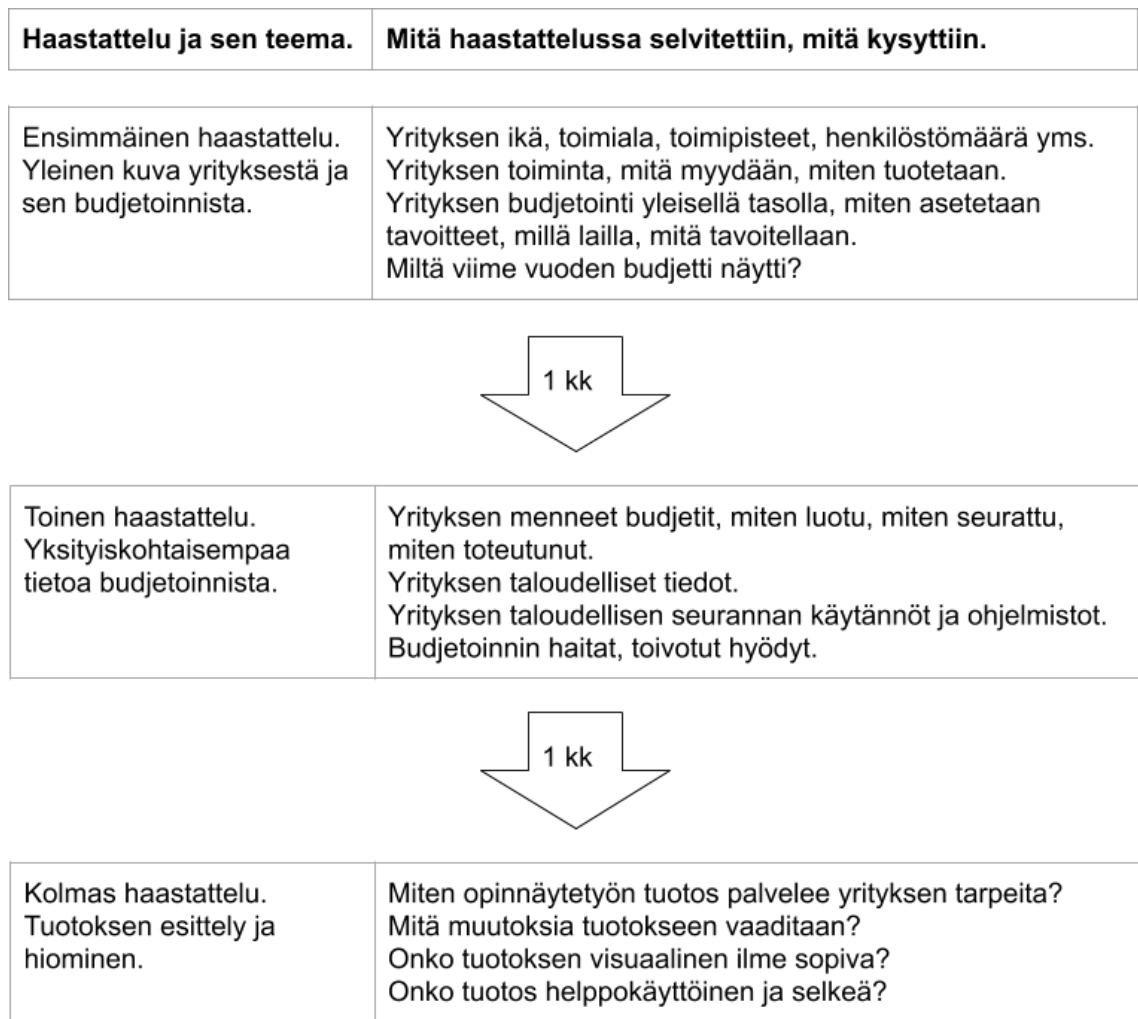 Haastattelu ja sen teema.
Mitä haastattelussa selvitettiin, mitä kysyttiin.
Ensimmäinen haastattelu.
Yleinen kuva yrityksestä ja
sen budjetoinnista.
Yrityksen ikä, toimiala, toimipisteet, henkilöstömäärä yms.
Yrityksen toiminta, mitä myydään, miten tuotetaan.
Yrityksen budjetointi yleisellä tasolla, miten asetetaan
tavoitteet, millä lailla, mitä tavoitellaan.
Miltä viime vuoden budjetti näytti?
1 kk
Toinen haastattelu.
Yksityiskohtaisempaa
tietoa budjetoinnista.
Yrityksen menneet budjetit, miten luotu, miten seurattu,
miten toteutunut.
Yrityksen taloudelliset tiedot.
Yrityksen taloudellisen seurannan käytännöt ja ohjelmistot.
Budjetoinnin haitat, toivotut hyödyt.
1 kk
Kolmas haastattelu.
Tuotoksen esittely ja
hiominen.
Miten opinnäytetyön tuotos palvelee yrityksen tarpeita?
Mitä muutoksia tuotokseen vaaditaan?
Onko tuotoksen visuaalinen ilme sopiva?
Onko tuotos helppokäyttöinen ja selkeä?